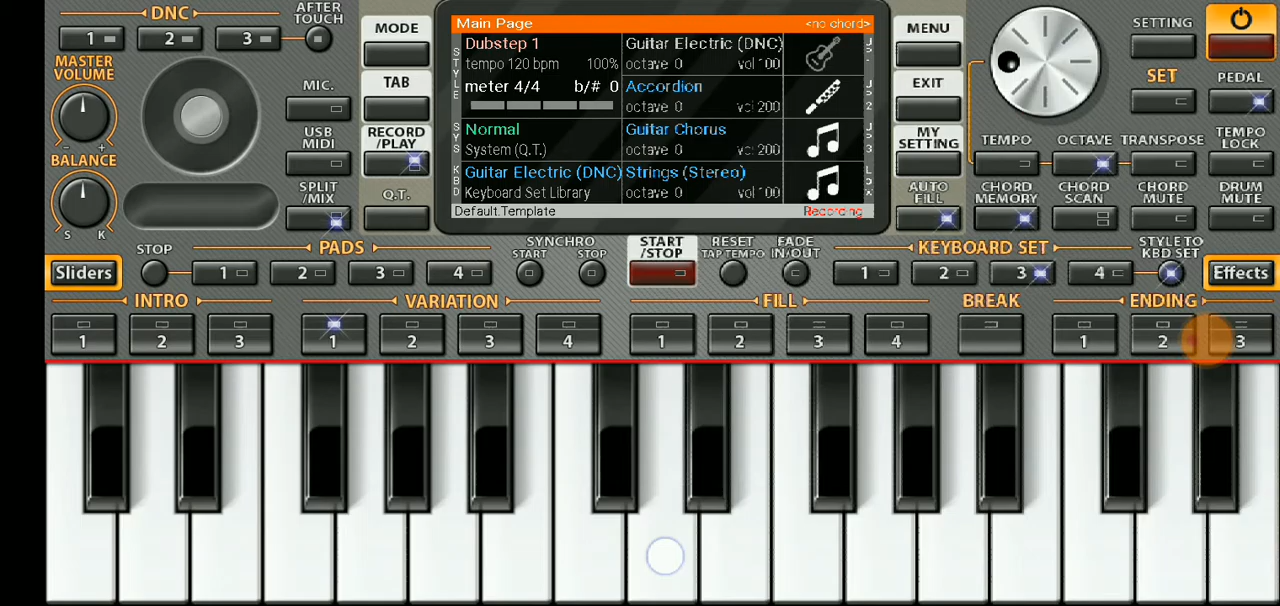 DNC
AFTER
TOUCH
1 2 3
MASTER
VOLUME
- +
BALANCE
S K
MIC.
USB
MIDI
SPLIT
/MIX
MODE
TAB
RECORD
/PLAY
Q.T.
Main Page <no chord>
STYLE
Dubstep 1
tempo 120 bpm 100%
meter 4/4 b/# 0
SYS
Normal
System (Q.T.)
KBD
Guitar Electric (DNC)
Keyboard Set Library
Guitar Electric (DNC)
octave 0 vol 100
Accordion
octave 0 vol 200
Guitar Chorus
octave 0 vol 200
Strings (Stereo)
octave 0 vol 100
Default.Template Recording
MENU
EXIT
MY
SETTING
AUTO
FILL
SETTING
SET
PEDAL
TEMPO
OCTAVE
TRANSPOSE
TEMPO
LOCK
CHORD
MEMORY
CHORD
SCAN
CHORD
MUTE
DRUM
MUTE
Sliders
STOP
PADS
1 2 3 4
SYNCHRO
START STOP
START
/STOP
RESET
TAP TEMPO
FADE
IN/OUT
KEYBOARD SET
1 2 3 4
STYLE TO
KBD SET
Effects
INTRO
1 2 3
VARIATION
1 2 3 4
FILL
1 2 3 4
BREAK
ENDING
1 2 3